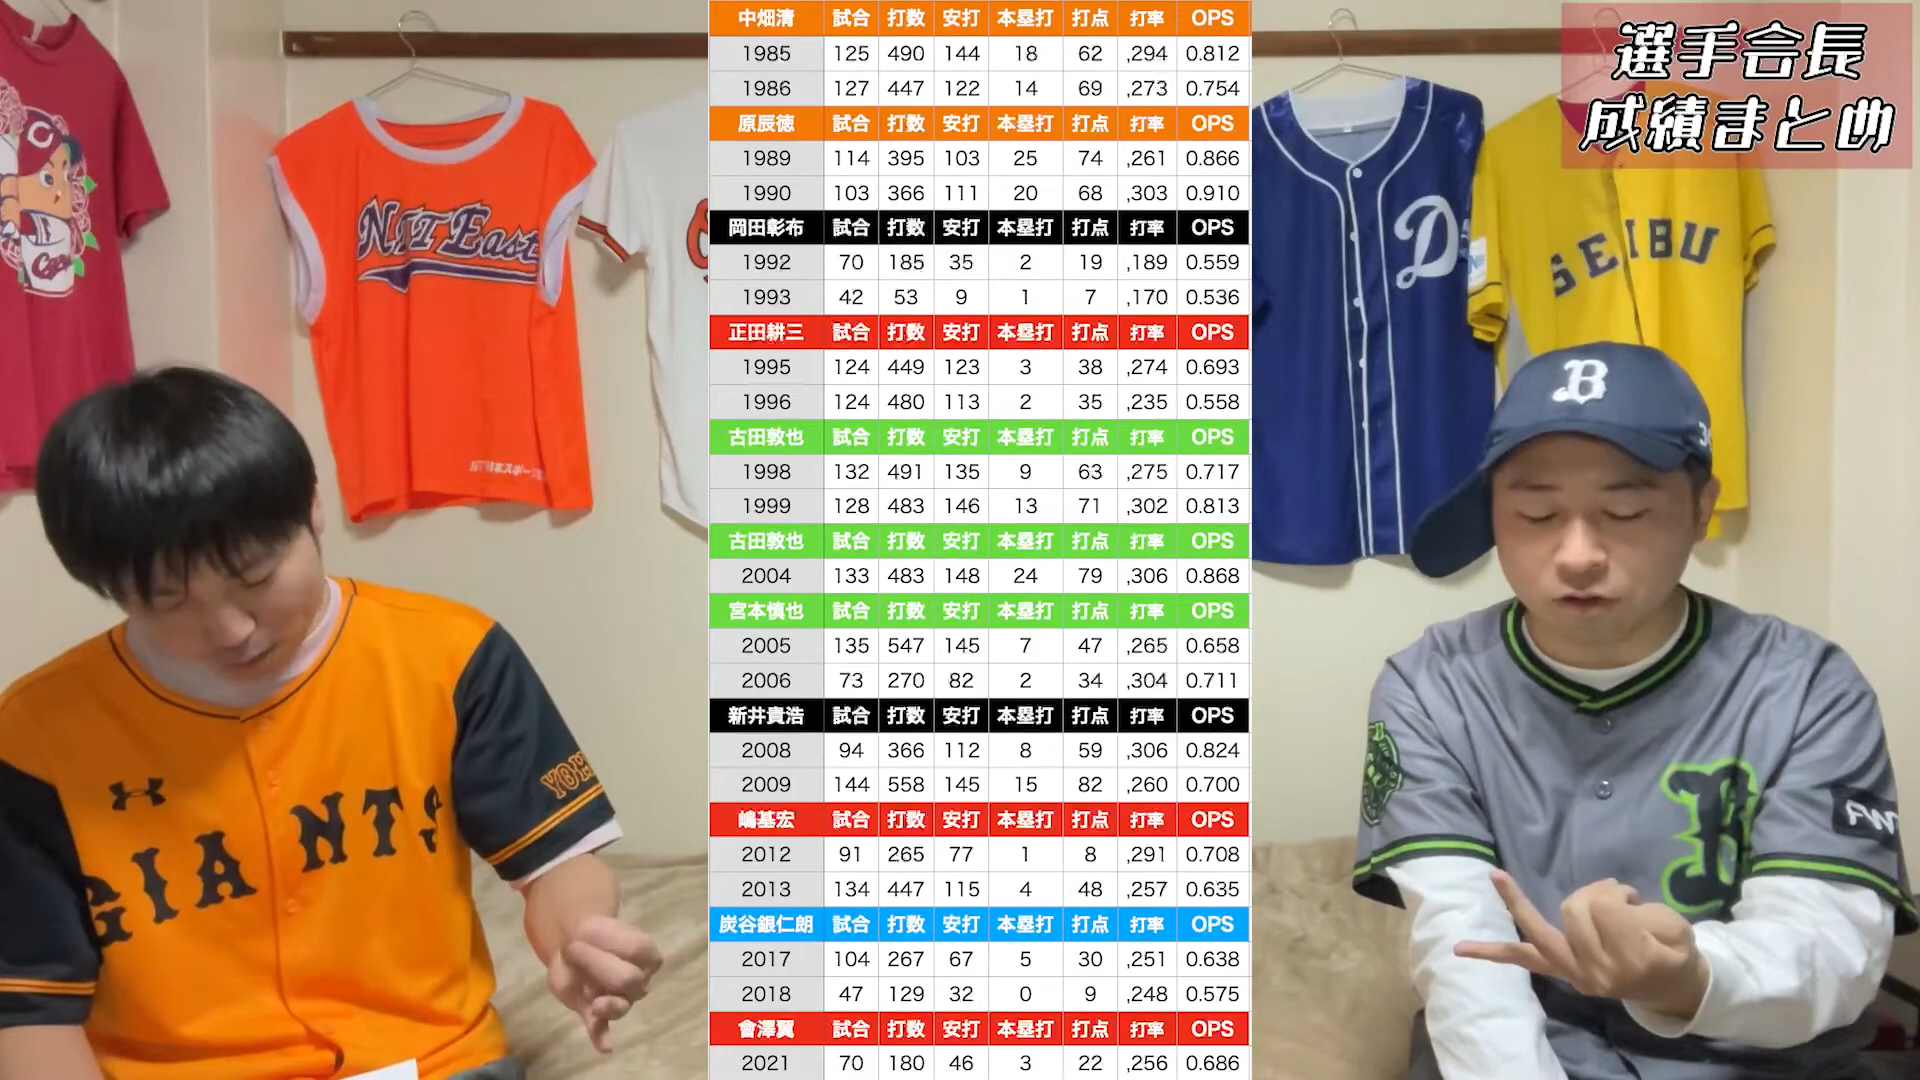 選手会長
成績まとめ
中畑清 試合 打数 安打 本塁打 打点 打率 OPS
1985 125 490 144 18 62 ,294 0.812
1986 127 447 122 14 69 ,273 0.754
原辰徳 試合 打数 安打 本塁打 打点 打率 OPS
1989 114 395 103 25 74 ,261 0.866
1990 103 366 111 20 68 ,303 0.910
岡田彰布 試合 打数 安打 本塁打 打点 打率 OPS
1992 70 185 35 2 19 ,189 0.559
1993 42 53 9 1 7 ,170 0.536
正田耕三 試合 打数 安打 本塁打 打点 打率 OPS
1995 124 449 123 3 38 ,274 0.693
1996 124 480 113 2 35 ,235 0.558
古田敦也 試合 打数 安打 本塁打 打点 打率 OPS
1998 132 491 135 9 63 ,275 0.717
1999 128 483 146 13 71 ,302 0.813
古田敦也 試合 打数 安打 本塁打 打点 打率 OPS
2004 133 483 148 24 79 ,306 0.868
宮本慎也 試合 打数 安打 本塁打 打点 打率 OPS
2005 135 547 145 7 47 ,265 0.658
2006 73 270 82 2 34 ,304 0.711
新井貴浩 試合 打数 安打 本塁打 打点 打率 OPS
2008 94 366 112 8 59 ,306 0.824
2009 144 558 145 15 82 ,260 0.700
嶋基宏 試合 打数 安打 本塁打 打点 打率 OPS
2012 91 265 77 1 8 ,291 0.708
2013 134 447 115 4 48 ,257 0.635
炭谷銀仁朗 試合 打数 安打 本塁打 打点 打率 OPS
2017 104 267 67 5 30 ,251 0.638
2018 47 129 32 0 9 ,248 0.575
會澤翼 試合 打数 安打 本塁打 打点 打率 OPS
2021 70 180 46 3 22 ,256 0.686
NTT East
D
SEIBU
B
GIANTS
B